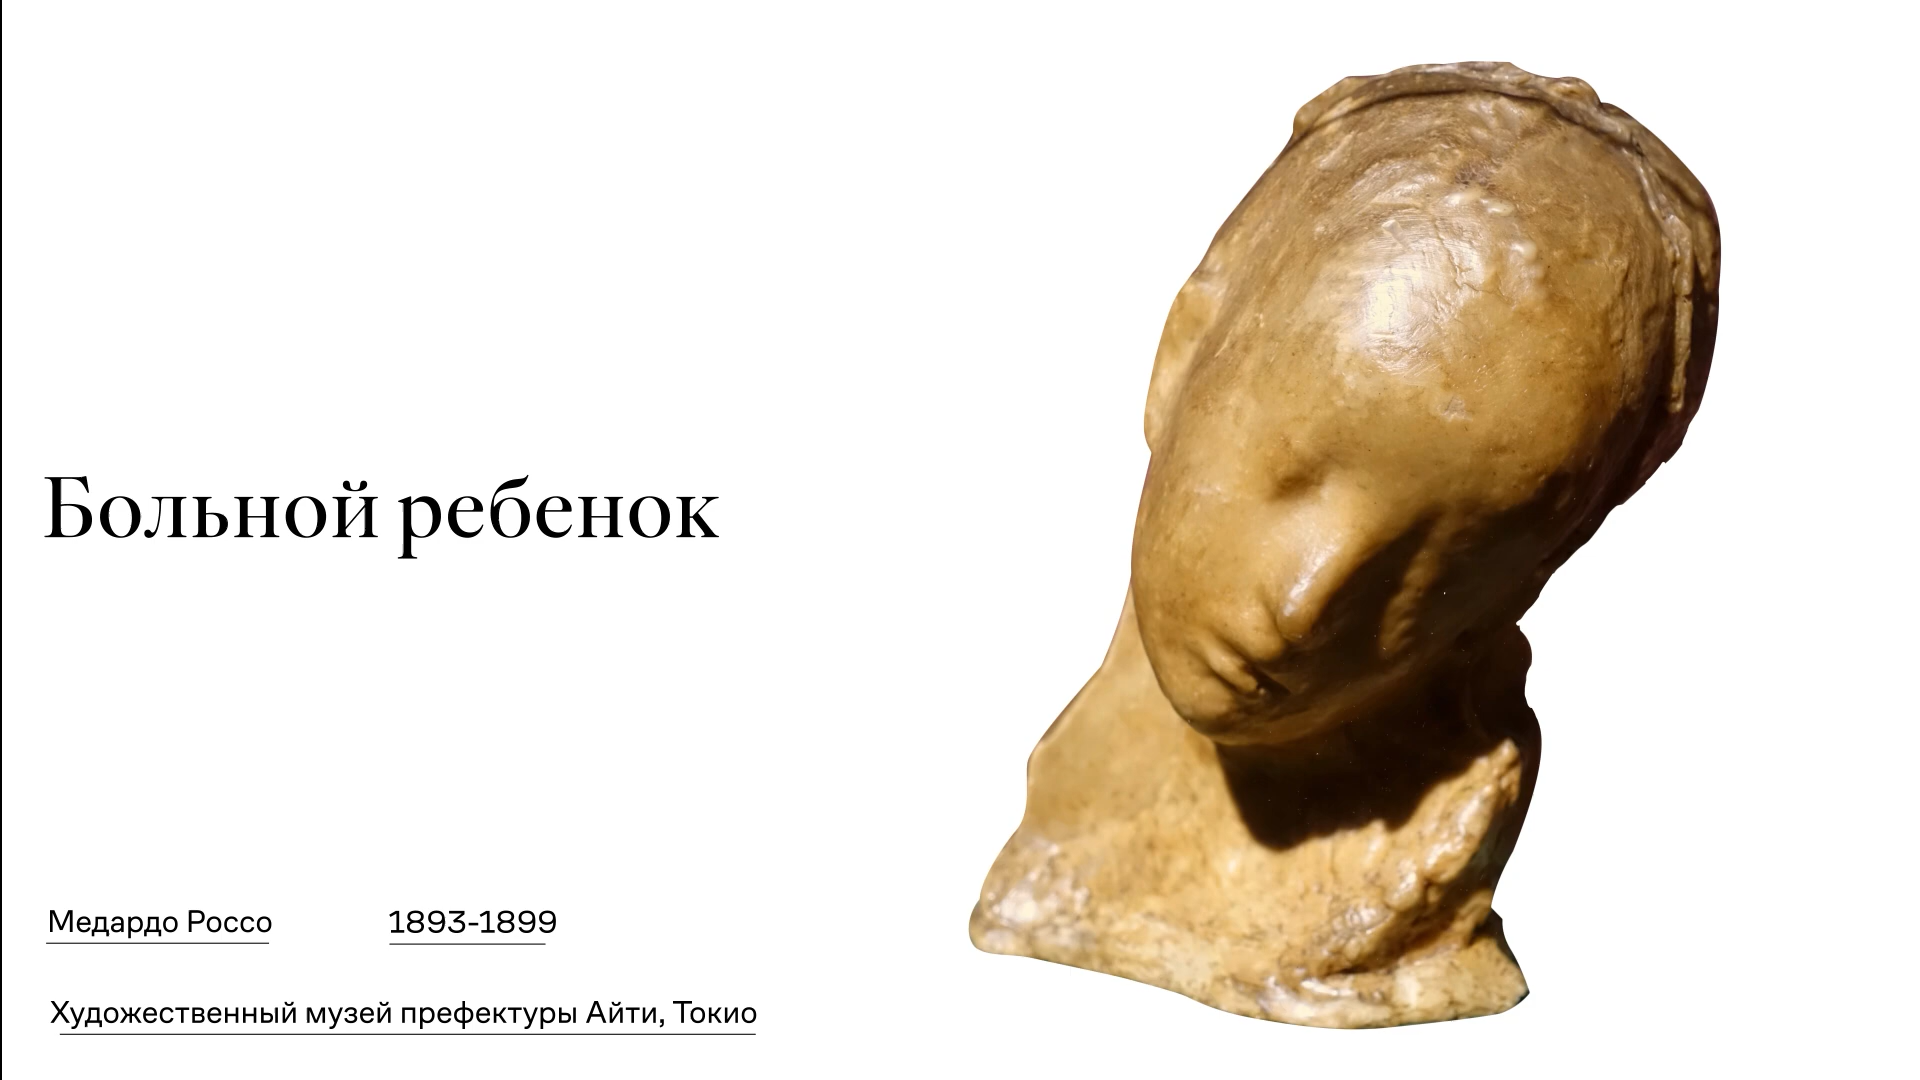 Больной ребенок
Медардо Россо
1893-1899
Художественный музей префектуры Айти, Токио